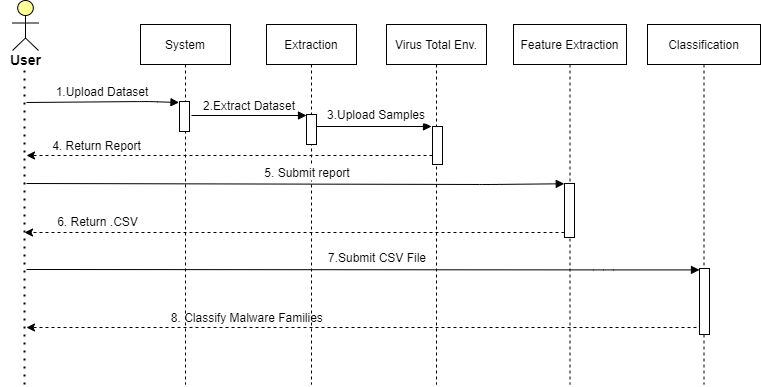 User
System
Extraction
Virus Total Env.
Feature Extraction
Classification
1.Upload Dataset
2.Extract Dataset
3.Upload Samples
4. Return Report
5. Submit report
6. Return .CSV
7.Submit CSV File
8. Classify Malware Families